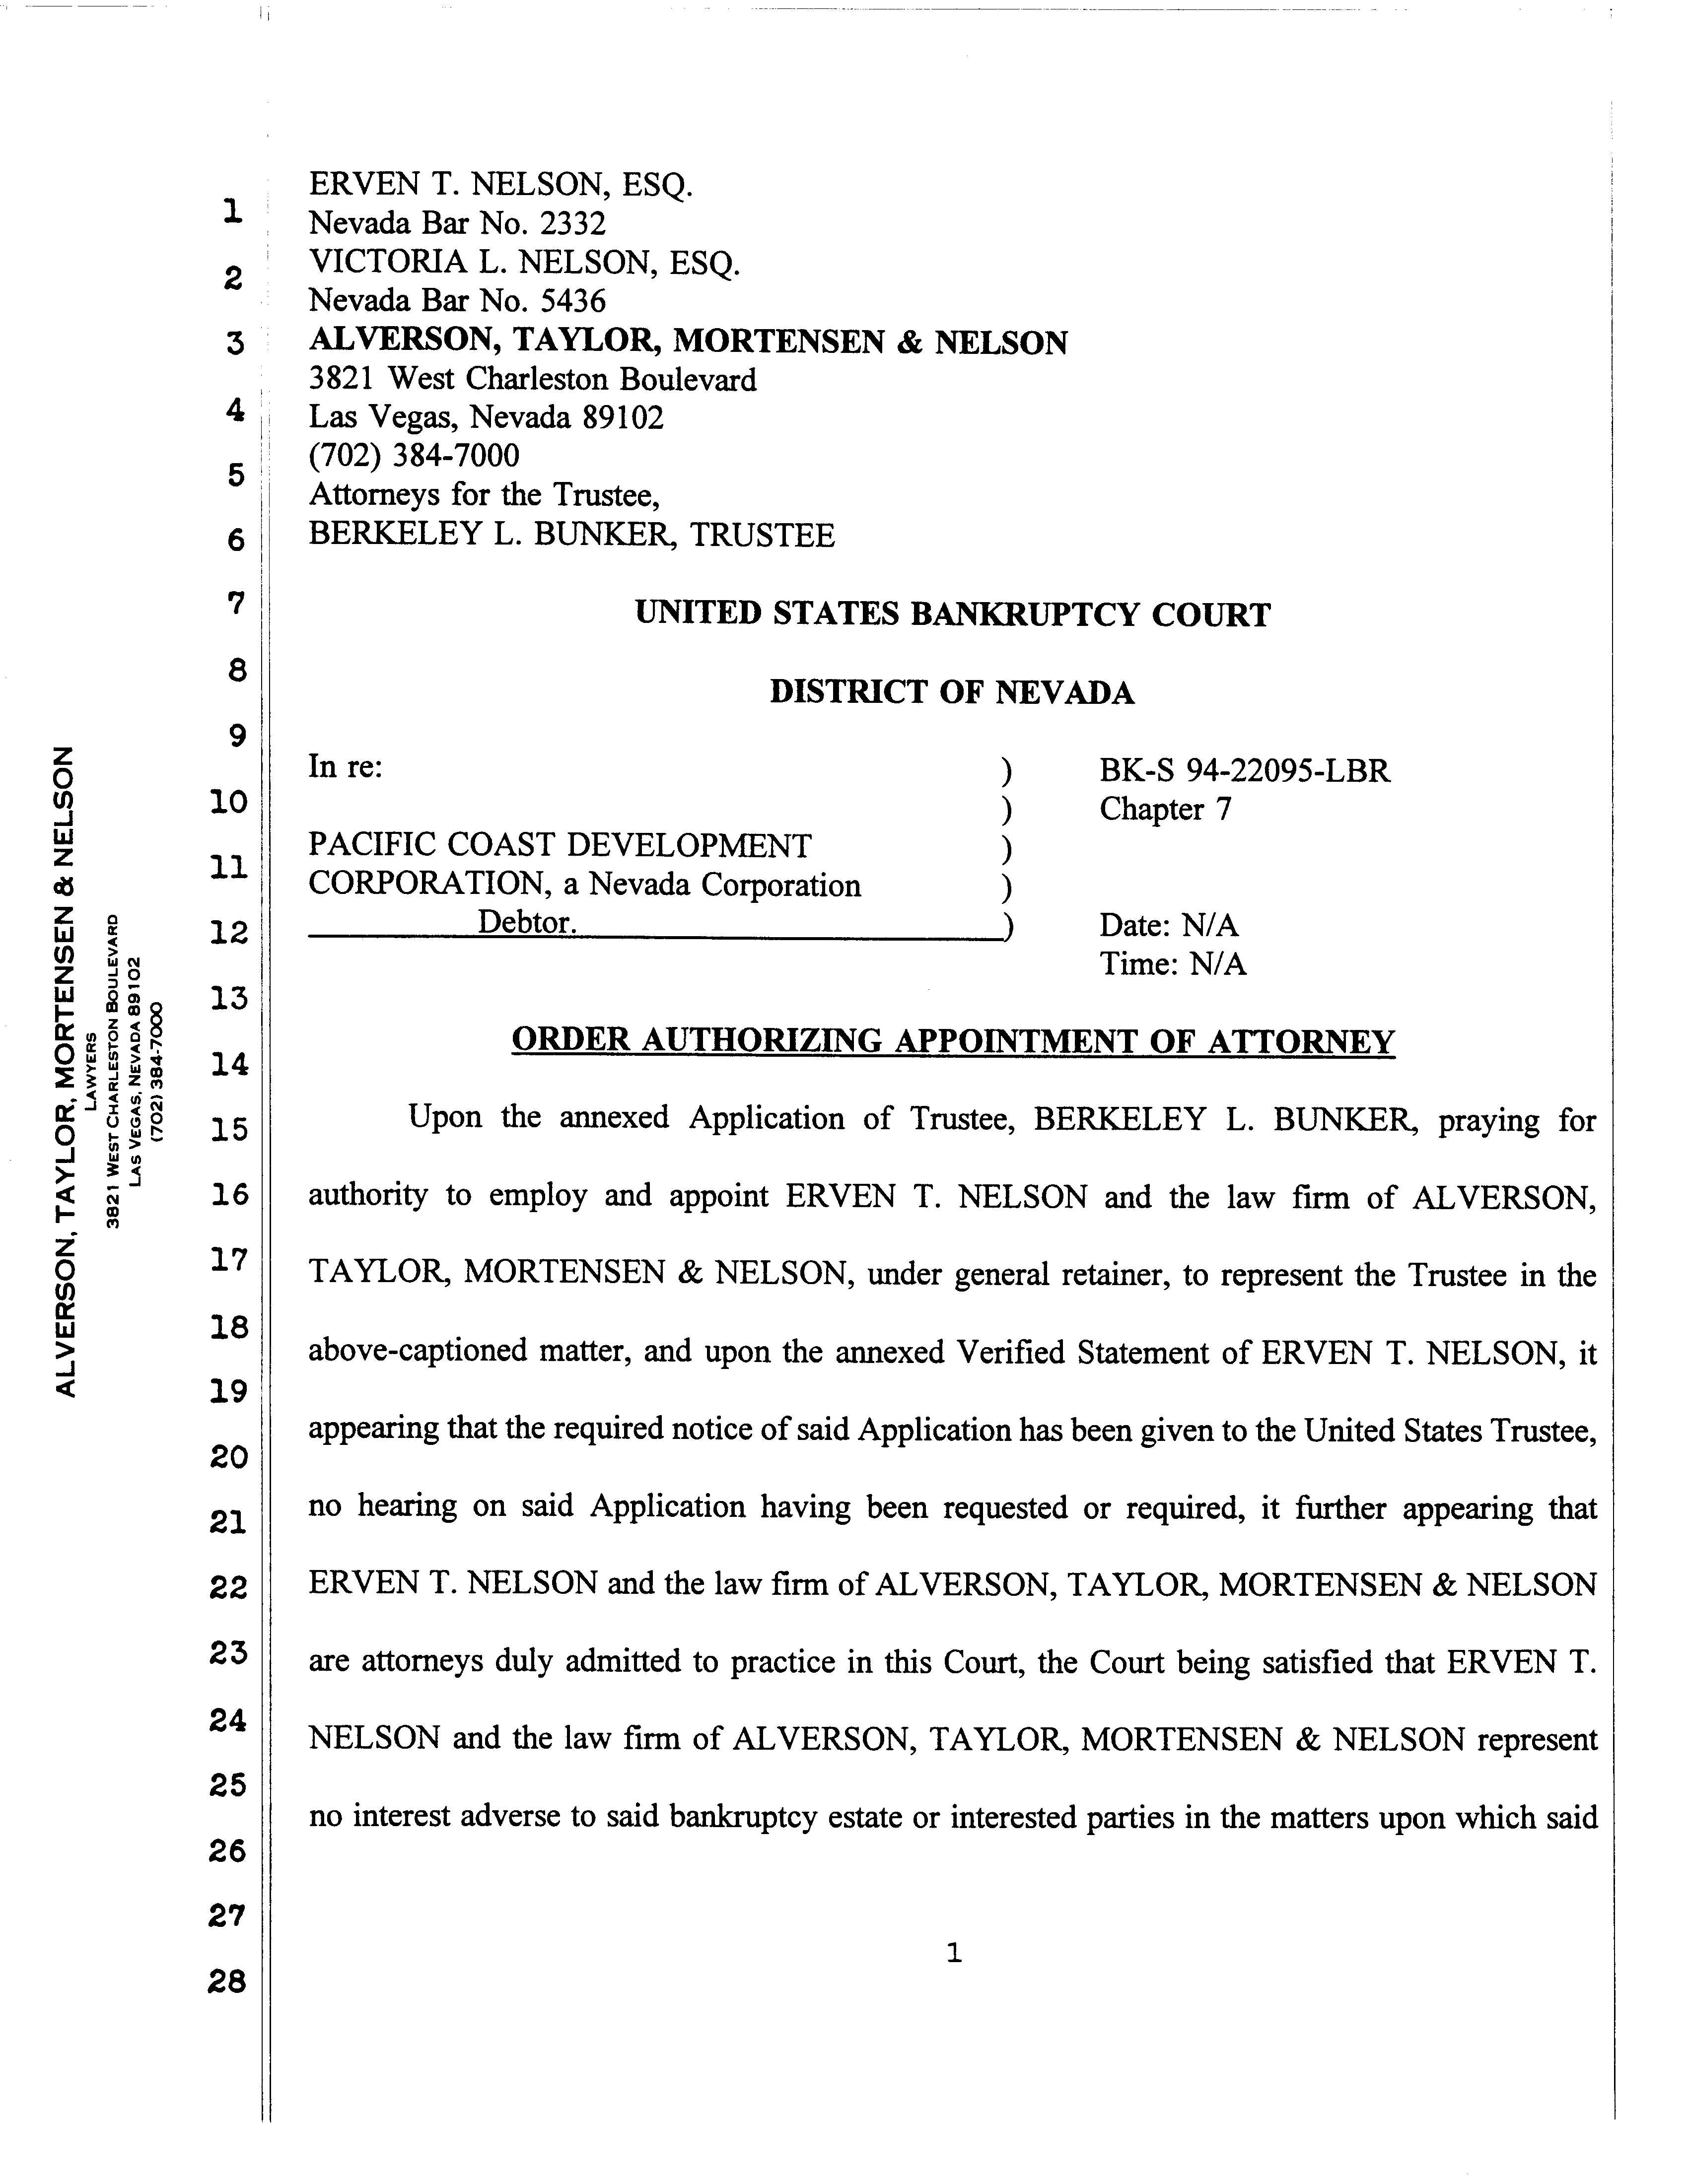 ERVEN T. NELSON, ESQ.
1
Nevada Bar No. 2332
VICTORIA L. NELSON, ESQ.
2
Nevada Bar No. 5436
3
ALVERSON, TAYLOR, MORTENSEN & NELSON
3821 West Charleston Boulevard
4
Las Vegas, Nevada 89102
(702) 384-7000
5
Attorneys for the Trustee,
6
BERKELEY L. BUNKER, TRUSTEE
7
UNITED STATES BANKRUPTCY COURT
8
DISTRICT OF NEVADA
9
In re: ) BK-S 94-22095-LBR
10
) Chapter 7
PACIFIC COAST DEVELOPMENT )
11
CORPORATION, a Nevada Corporation )
12
Debtor. ) Date: N/A
Time: N/A
13
ORDER AUTHORIZING APPOINTMENT OF ATTORNEY
14
Upon the annexed Application of Trustee, BERKELEY L. BUNKER, praying for
15
authority to employ and appoint ERVEN T. NELSON and the law firm of ALVERSON,
16
TAYLOR, MORTENSEN & NELSON, under general retainer, to represent the Trustee in the
17
18
above-captioned matter, and upon the annexed Verified Statement of ERVEN T. NELSON, it
19
appearing that the required notice of said Application has been given to the United States Trustee,
20
no hearing on said Application having been requested or required, it further appearing that
21
ERVEN T. NELSON and the law firm of ALVERSON, TAYLOR, MORTENSEN & NELSON
22
are attorneys duly admitted to practice in this Court, the Court being satisfied that ERVEN T.
23
24
NELSON and the law firm of ALVERSON, TAYLOR, MORTENSEN & NELSON represent
25
no interest adverse to said bankruptcy estate or interested parties in the matters upon which said
26
27
1
28
ALVERSON, TAYLOR, MORTENSEN & NELSON
LAWYERS
3821 WEST CHARLESTON BOULEVARD
LAS VEGAS, NEVADA 89102
(702) 384-7000